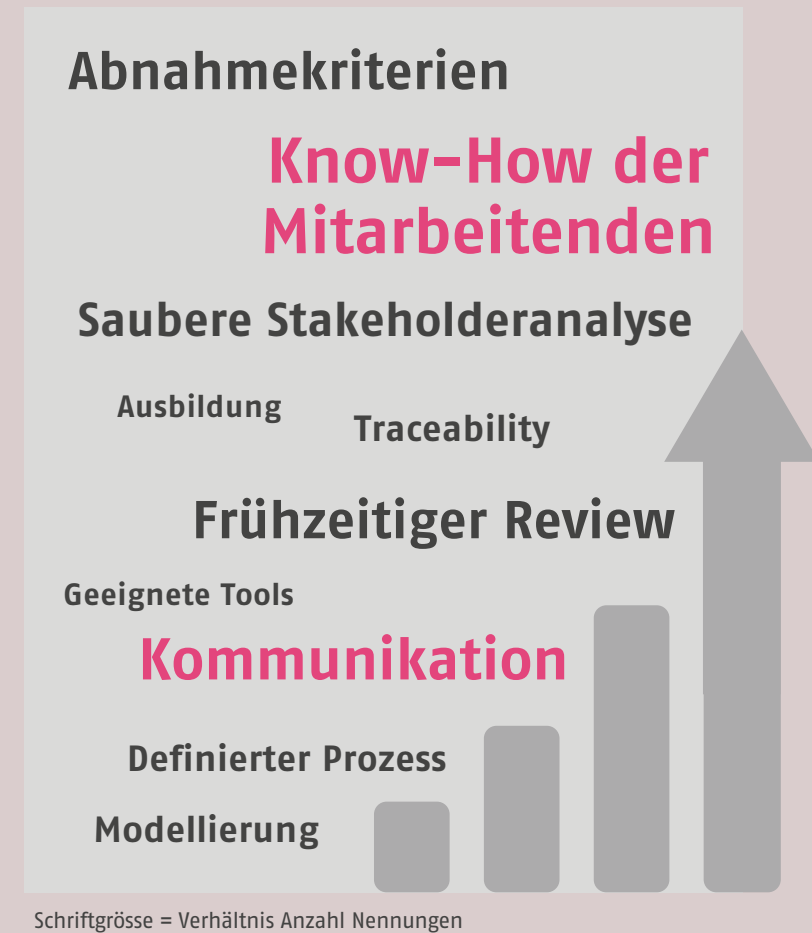 Abnahmekriterien
Know-How der
Mitarbeitenden
Saubere Stakeholderanalyse
Ausbildung
Traceability
Frühzeitiger Review
Geeignete Tools
Kommunikation
Definierter Prozess
Modellierung
Schriftgrösse = Verhältnis Anzahl Nennungen